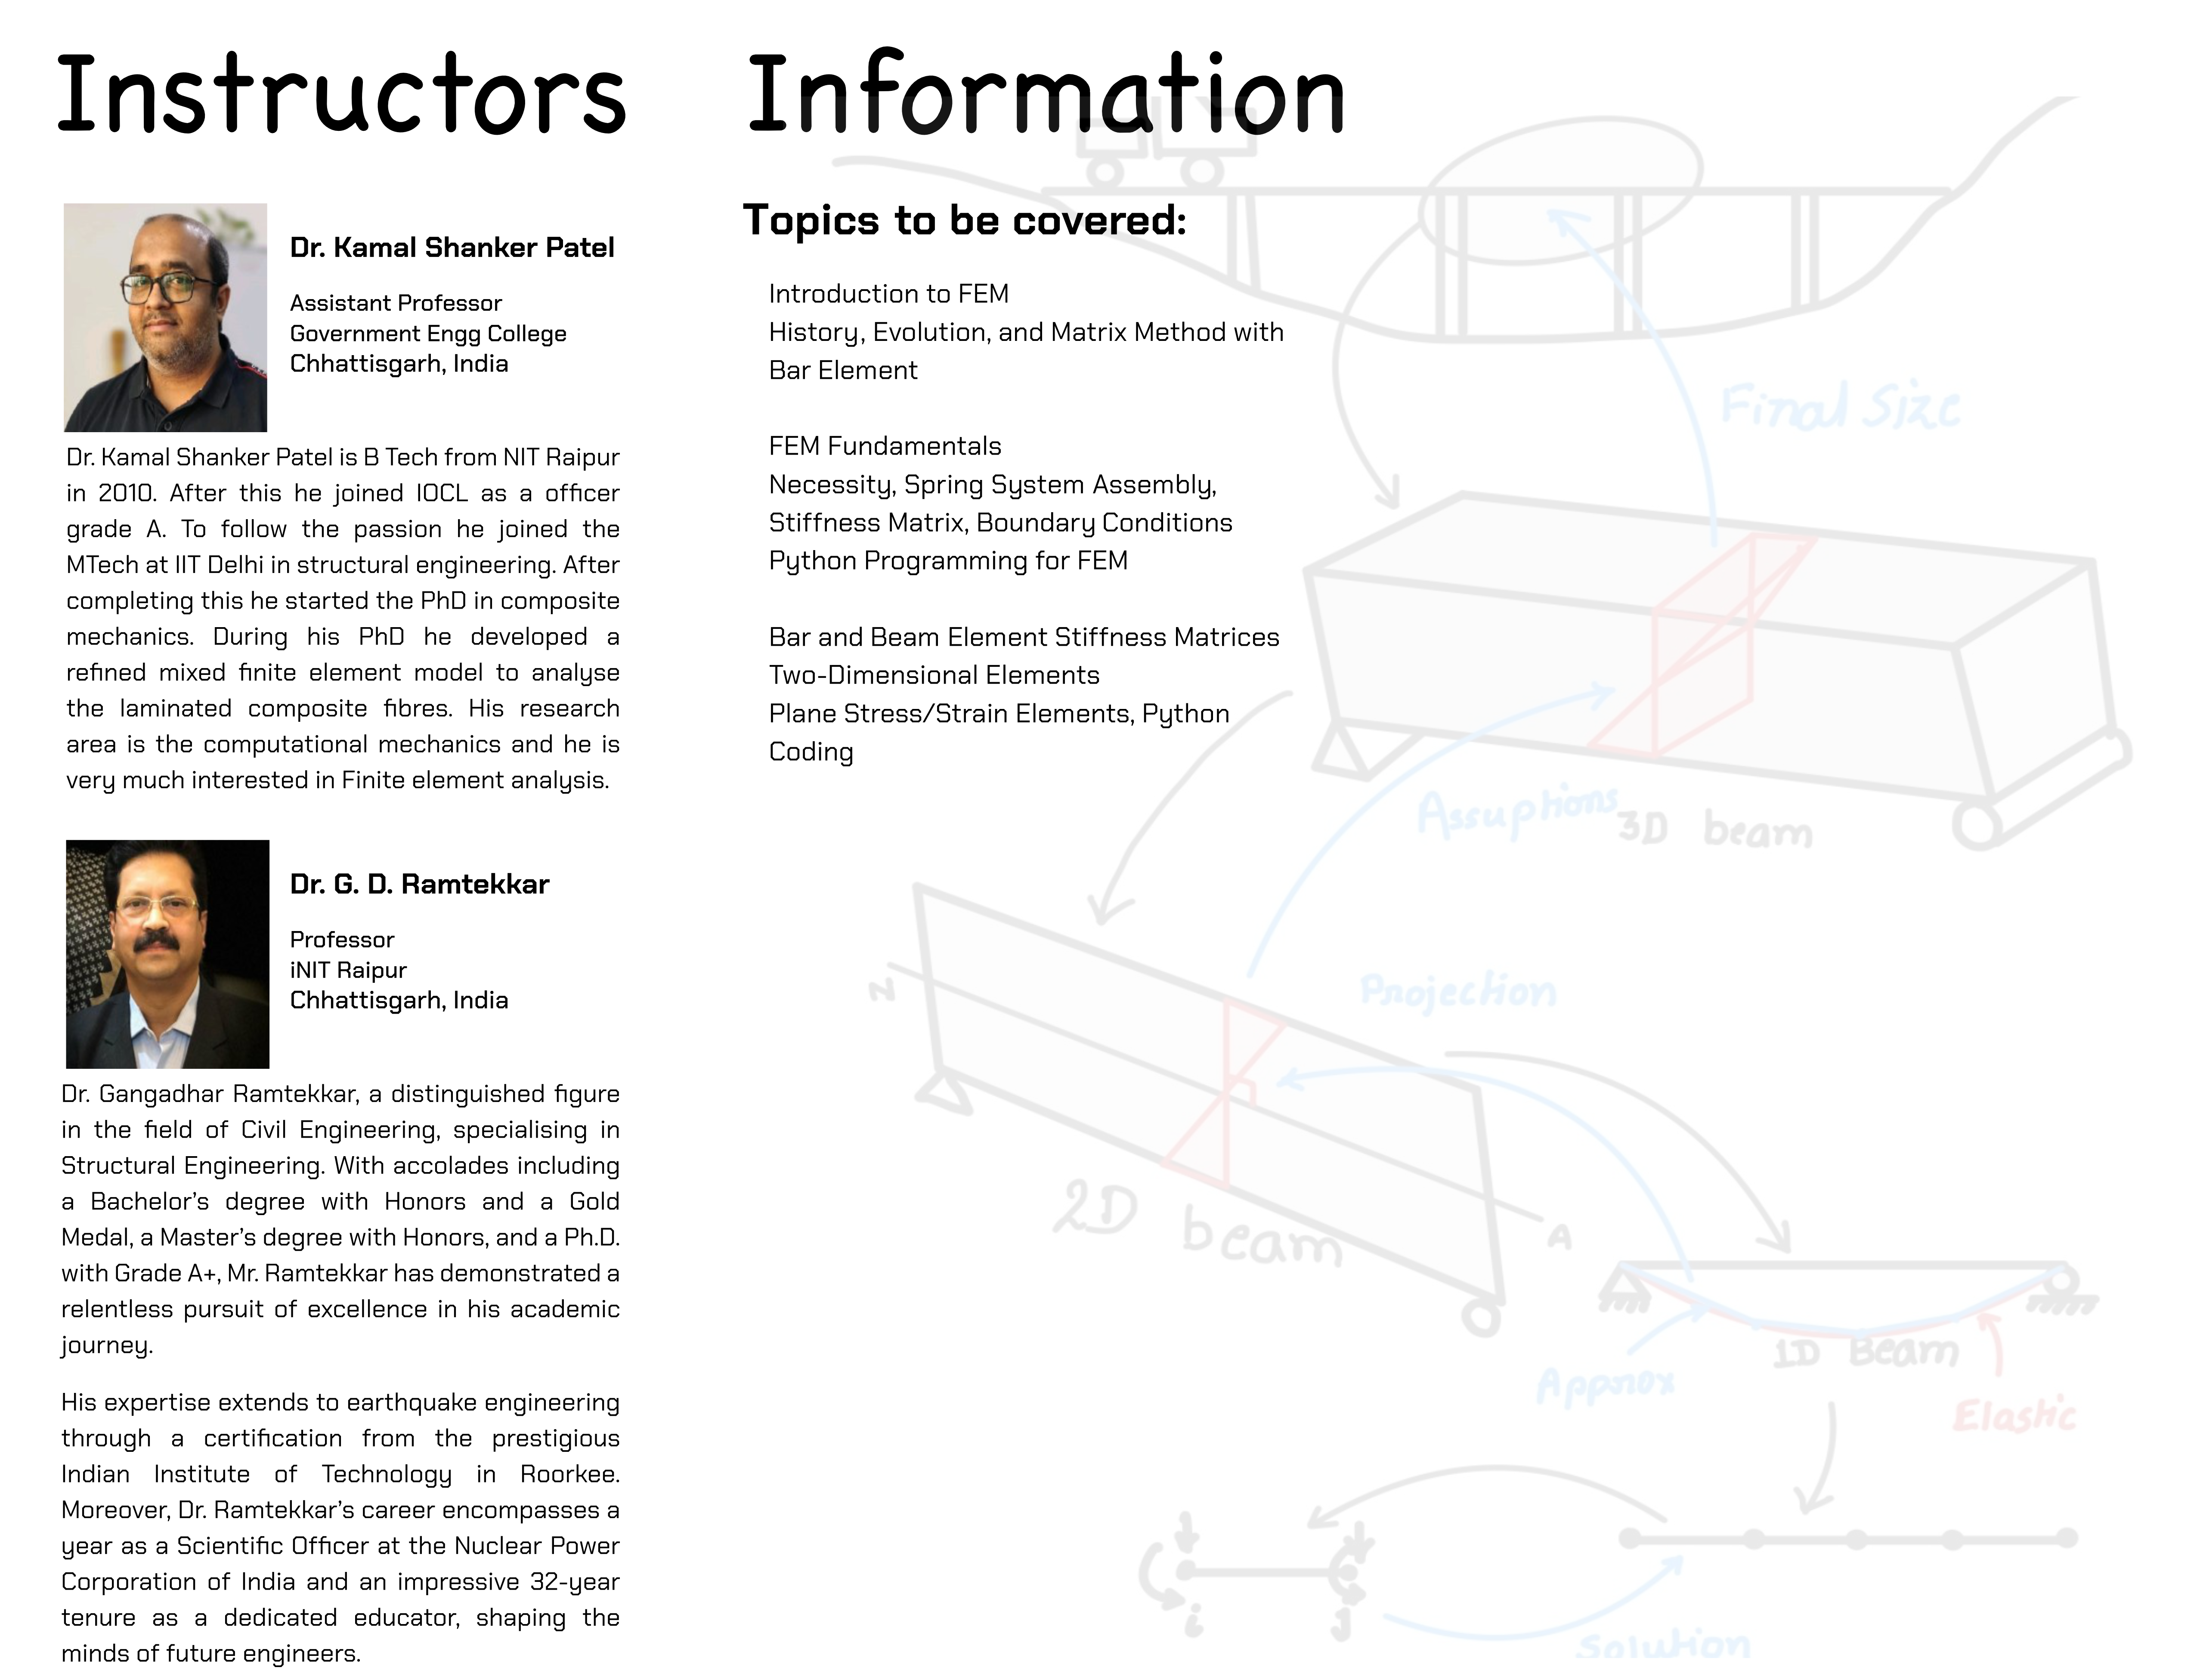 Instructors
Dr. Kamal Shanker Patel
Assistant Professor
Government Engg College
Chhattisgarh, India
Dr. Kamal Shanker Patel is B Tech from NIT Raipur
in 2010. After this he joined IOCL as a officer
grade A. To follow the passion he joined the
MTech at IIT Delhi in structural engineering. After
completing this he started the PhD in composite
mechanics. During his PhD he developed a
refined mixed finite element model to analyse
the laminated composite fibres. His research
area is the computational mechanics and he is
very much interested in Finite element analysis.
Dr. G. D. Ramtekkar
Professor
iNIT Raipur
Chhattisgarh, India
Dr. Gangadhar Ramtekkar, a distinguished figure
in the field of Civil Engineering, specialising in
Structural Engineering. With accolades including
a Bachelor’s degree with Honors and a Gold
Medal, a Master’s degree with Honors, and a Ph.D.
with Grade A+, Mr. Ramtekkar has demonstrated a
relentless pursuit of excellence in his academic
journey.
His expertise extends to earthquake engineering
through a certification from the prestigious
Indian Institute of Technology in Roorkee.
Moreover, Dr. Ramtekkar’s career encompasses a
year as a Scientific Officer at the Nuclear Power
Corporation of India and an impressive 32-year
tenure as a dedicated educator, shaping the
minds of future engineers.
Information
Topics to be covered:
Introduction to FEM
History, Evolution, and Matrix Method with
Bar Element
FEM Fundamentals
Necessity, Spring System Assembly,
Stiffness Matrix, Boundary Conditions
Python Programming for FEM
Bar and Beam Element Stiffness Matrices
Two-Dimensional Elements
Plane Stress/Strain Elements, Python
Coding
Final Size
Assuptions
3D beam
Projection
N
A
2D beam
1D Beam
Approx
Elastic
i
J
Solution